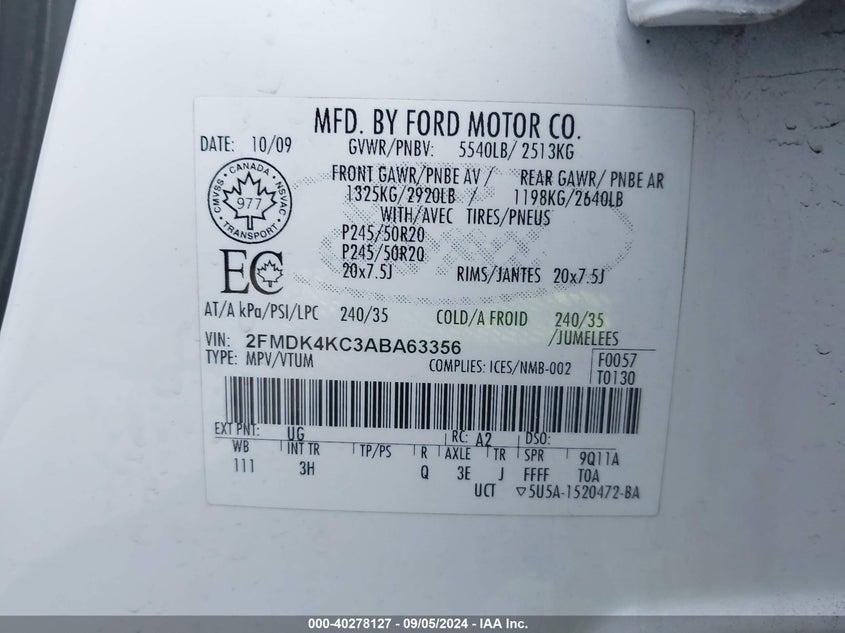 MFD. BY FORD MOTOR CO.
DATE: 10/09 GVWR/PNBV: 5540LB/ 2513KG
FRONT GAWR/PNBE AV / REAR GAWR/ PNBE AR
1325KG/2920LB / 1198KG/2640LB
WITH/AVEC TIRES/PNEUS
CMVSS CANADA NSVAC
977
TRANSPORT
P245/50R20
P245/50R20
EC
20x7.5J RIMS/JANTES 20x7.5J
AT/A kPa/PSI/LPC 240/35 COLD/A FROID 240/35
/JUMELEES
VIN: 2FMDK4KC3ABA63356
TYPE: MPV/VTUM COMPLIES: ICES/NMB-002 F0057
T0130
EXT PNT: UG RC: A2 DSO:
WB INT TR TP/PS R AXLE TR SPR 9Q11A
111 3H Q 3E J FFFF T0A
UCT ▽5U5A-1520472-BA
000-40278127 - 09/05/2024 - IAA Inc.